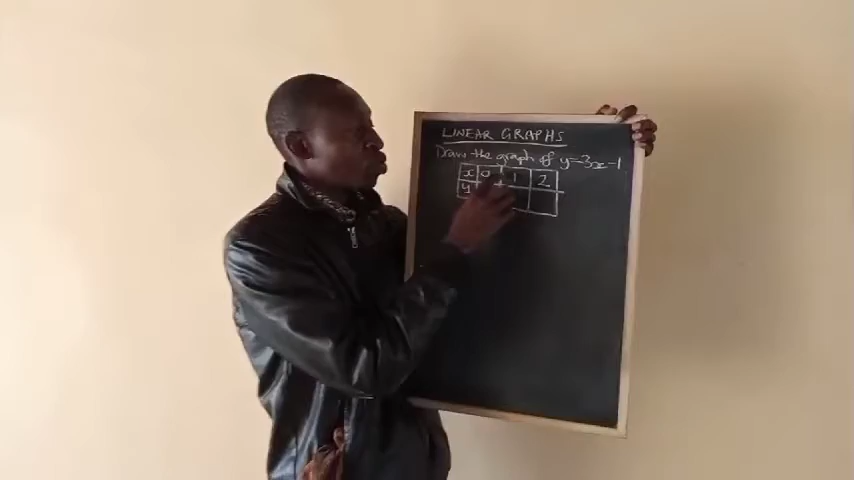 LINEAR GRAPHS
Draw the graph of y=3x-1
x 0 1 2
y